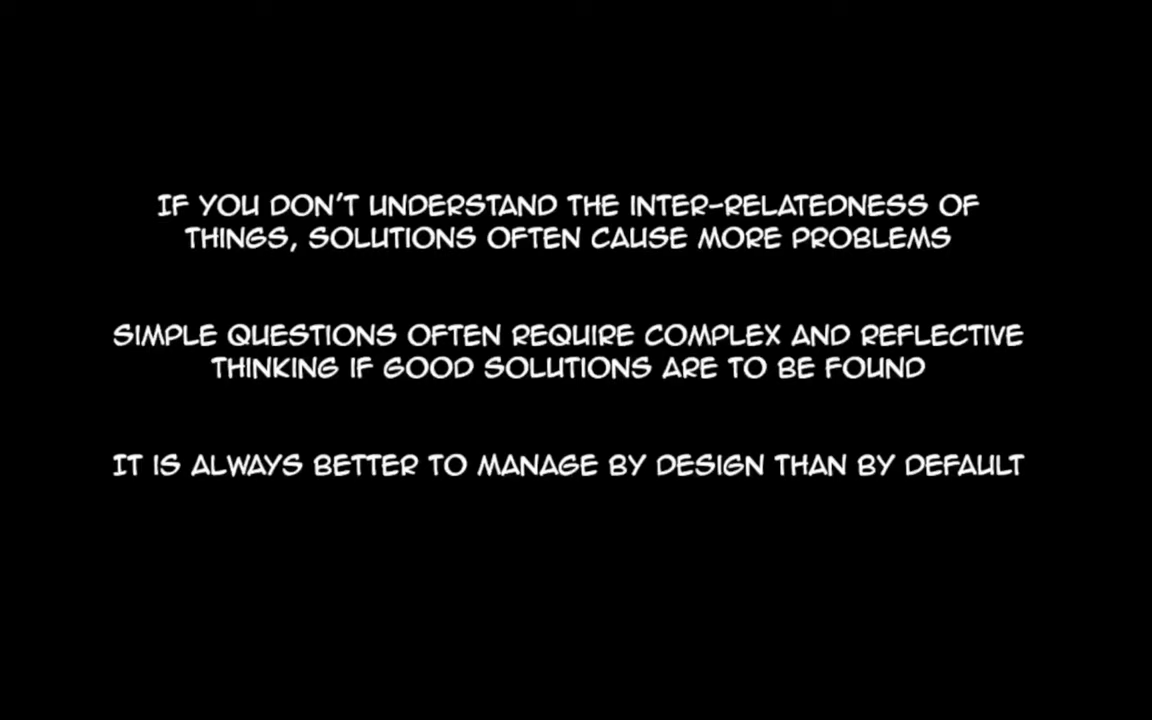 IF YOU DON'T UNDERSTAND THE INTER-RELATEDNESS OF
THINGS, SOLUTIONS OFTEN CAUSE MORE PROBLEMS
SIMPLE QUESTIONS OFTEN REQUIRE COMPLEX AND REFLECTIVE
THINKING IF GOOD SOLUTIONS ARE TO BE FOUND
IT IS ALWAYS BETTER TO MANAGE BY DESIGN THAN BY DEFAULT